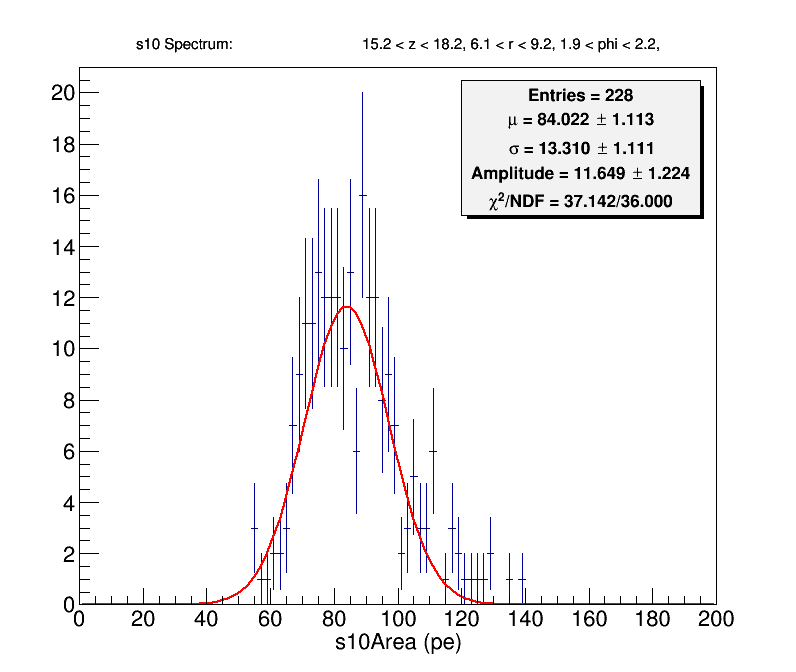 s10 Spectrum: 15.2 < z < 18.2, 6.1 < r < 9.2, 1.9 < phi < 2.2,
Entries = 228
μ = 84.022 ± 1.113
σ = 13.310 ± 1.111
Amplitude = 11.649 ± 1.224
χ²/NDF = 37.142/36.000
20
18
16
14
12
10
8
6
4
2
0
0 20 40 60 80 100 120 140 160 180 200
s10Area (pe)